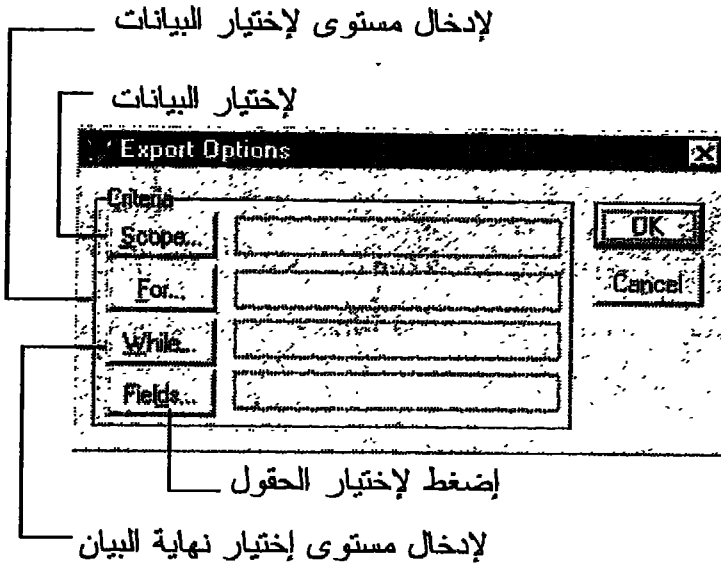 لإدخال مستوى لإختيار البيانات
لإختيار البيانات
Export Options
Criteria
Scope...
For...
While...
Fields...
OK
Cancel
إضغط لإختيار الحقول
لإدخال مستوى إختيار نهاية البيان